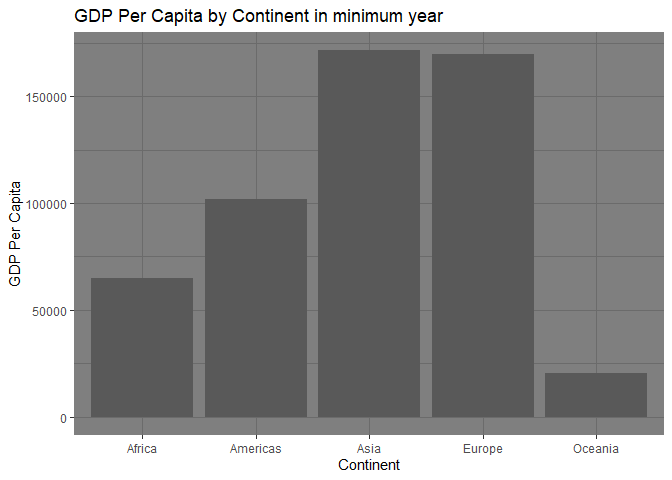 GDP Per Capita by Continent in minimum year
150000
100000
50000
0
GDP Per Capita
Africa Americas Asia Europe Oceania
Continent